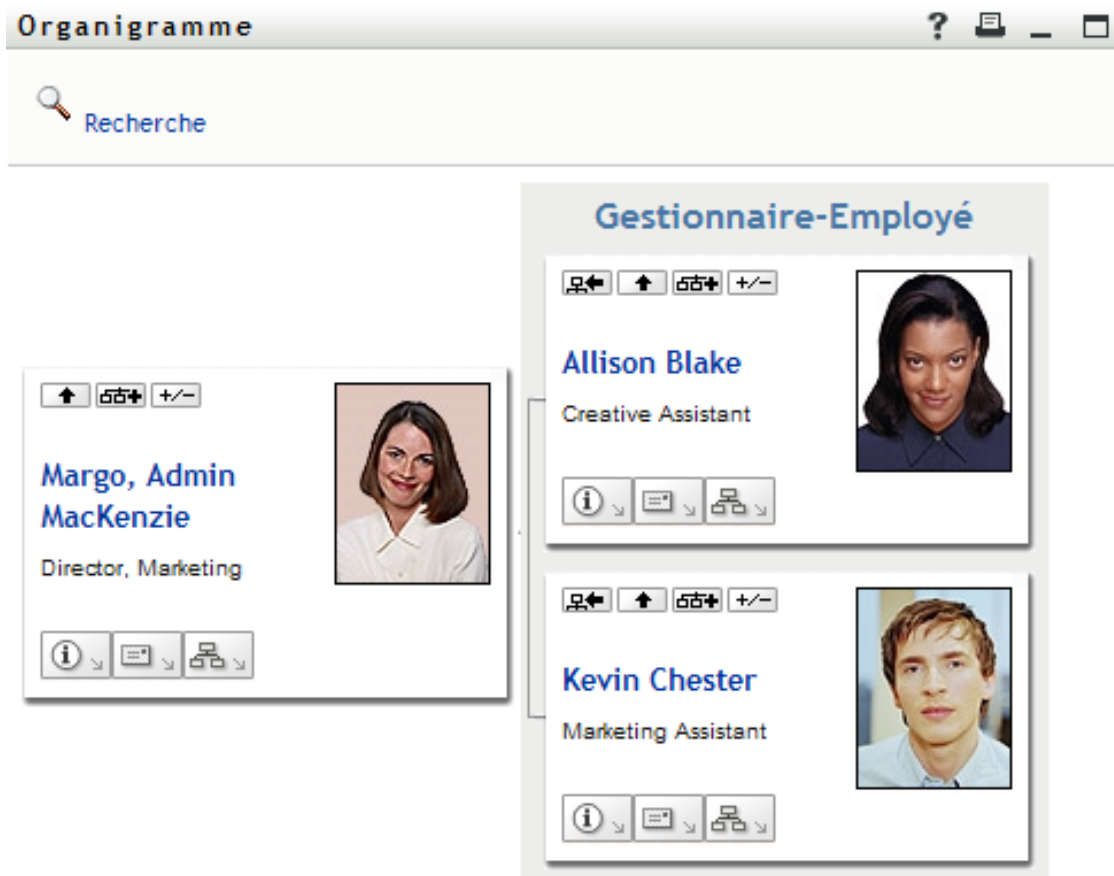 Organigramme
Recherche
Gestionnaire-Employé
Margo, Admin
MacKenzie
Director, Marketing
Allison Blake
Creative Assistant
Kevin Chester
Marketing Assistant